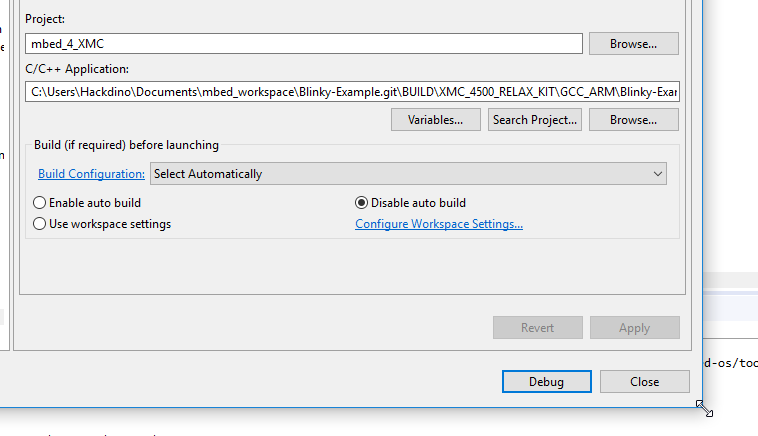 Project:
mbed_4_XMC
Browse...
C/C++ Application:
C:\Users\Hackdino\Documents\mbed_workspace\Blinky-Example.git\BUILD\XMC_4500_RELAX_KIT\GCC_ARM\Blinky-Exar
Variables...
Search Project...
Browse...
Build (if required) before launching
Build Configuration:
Select Automatically
Enable auto build
Disable auto build
Use workspace settings
Configure Workspace Settings...
Revert
Apply
d-os/too
Debug
Close